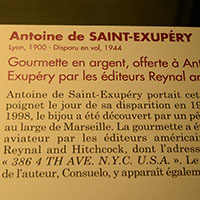 Antoine de SAINT-EXUPÉRY
Lyon, 1900 - Disparu en vol, 1944
Gourmette en argent, offerte à Ant
Exupéry par les éditeurs Reynal an
Antoine de Saint-Exupéry portait cet
poignet le jour de sa disparition en 19
1998, le bijou a été découvert par un pê
au large de Marseille. La gourmette a é
aviateur par les éditeurs américain
Reynal and Hitchcock, dont l'adress
« 386 4 TH AVE. N.Y.C. U.S.A. ». Le
de l'auteur, Consuelo, y apparaît égalem